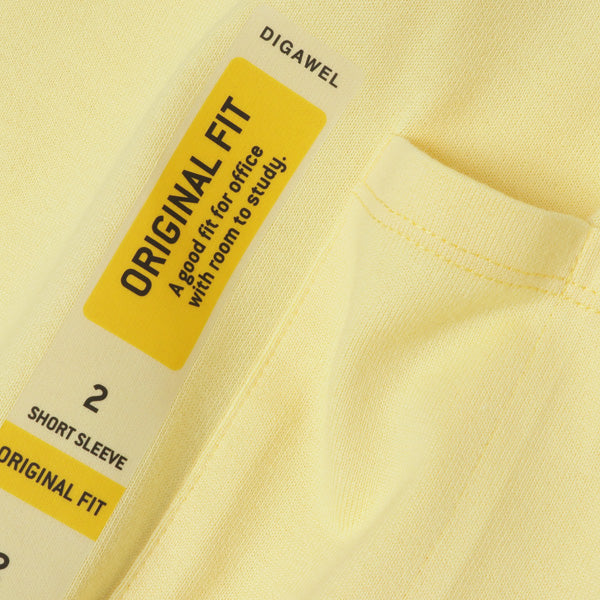 DIGAWEL
ORIGINAL FIT
A good fit for office
with room to study.
2
SHORT SLEEVE
ORIGINAL FIT